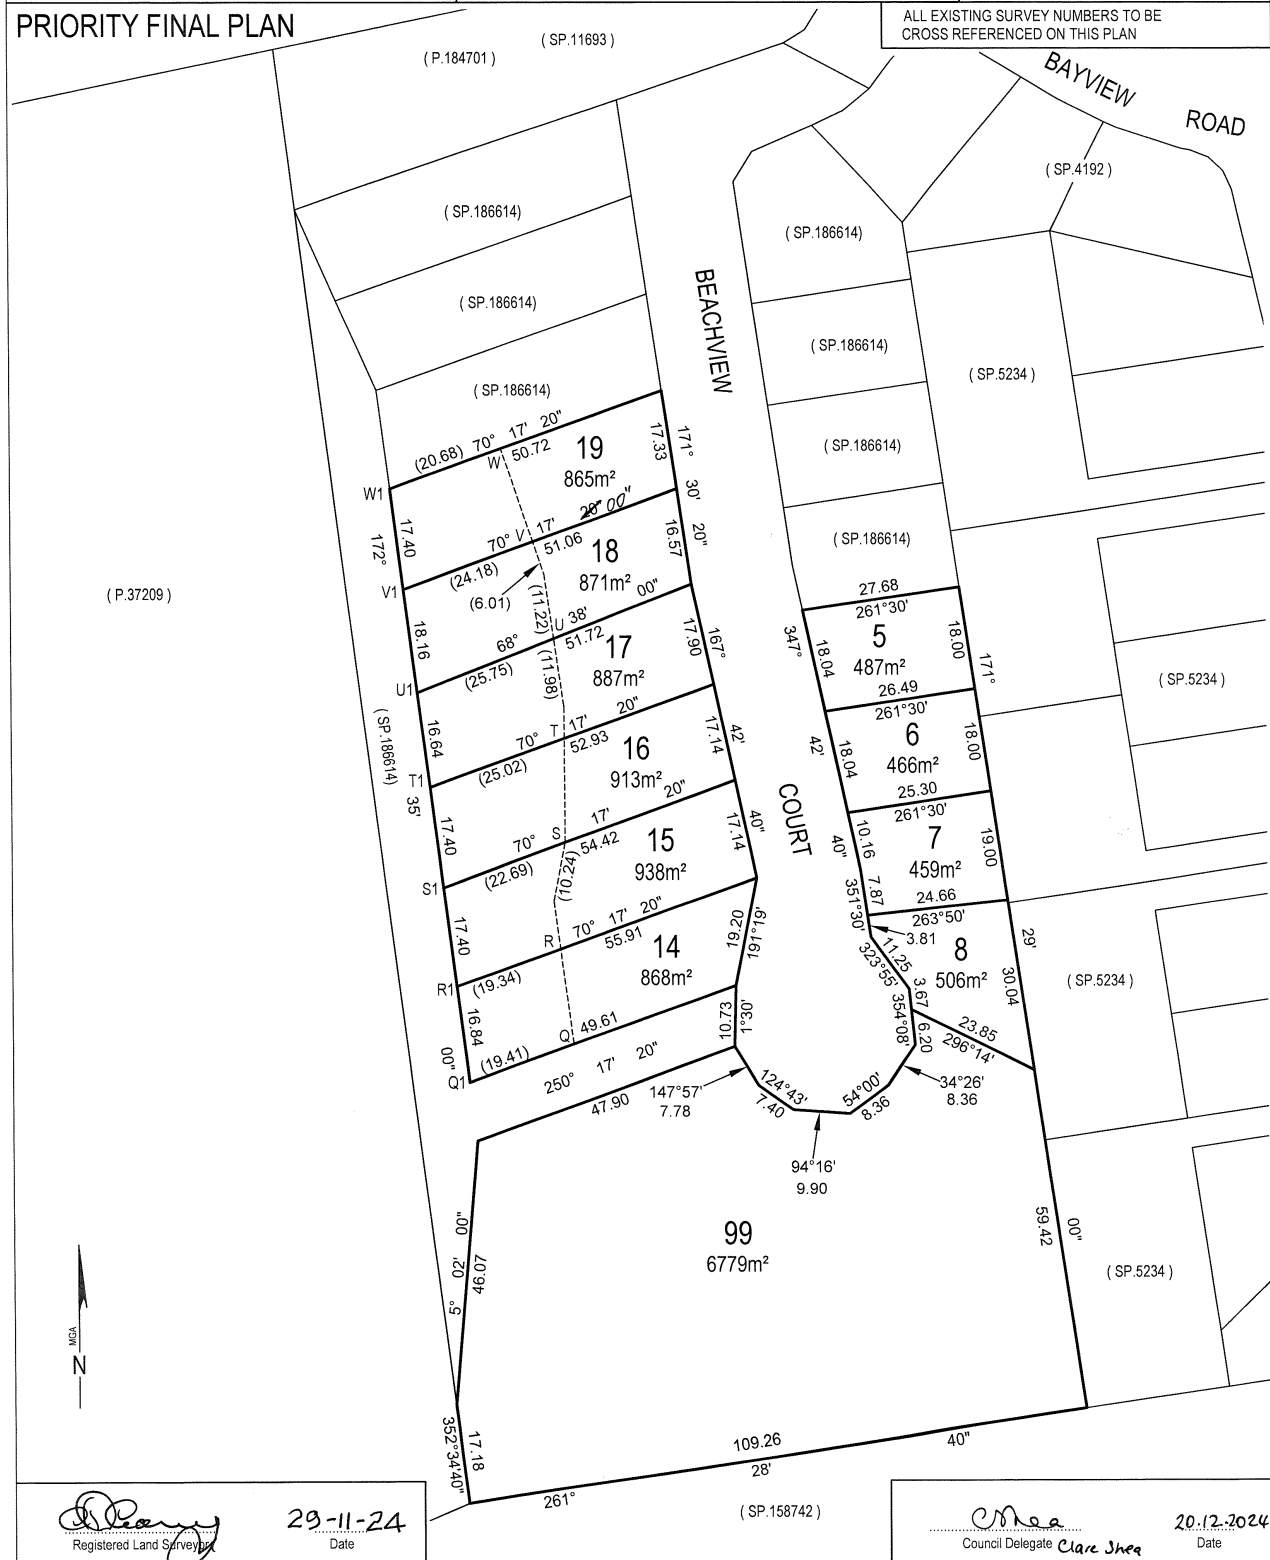 PRIORITY FINAL PLAN
ALL EXISTING SURVEY NUMBERS TO BE
CROSS REFERENCED ON THIS PLAN
( SP.11693 )
( P.184701 )
BAYVIEW
ROAD
( SP.4192 )
( SP.186614)
( SP.186614)
( SP.186614)
( SP.186614)
BEACHVIEW
( SP.186614)
( SP.5234 )
( SP.186614)
( SP.186614)
( SP.186614)
W1
(20.68) 70° 17' 20"
W 50.72
19
865m²
17.33
171°
30'
20"
17.40
172°
V1
70° V 17' 20" 00"
(24.18)
51.06
(6.01)
18
871m²
16.57
(11.22)
18.16
U1
68° U 38' 00"
(25.75)
51.72
(11.98)
17
887m²
17.90
167°
( P.37209 )
( SP.186614)
16.64
T1
35'
70° T 17' 20"
(25.02)
52.93
16
913m²
17.14
42'
17.40
S1
70° S 17' 20"
(22.69)
54.42
(10.24)
15
938m²
17.14
40"
17.40
R1
R 70° 17' 20"
(19.34)
55.91
14
868m²
19.20
191°19'
16.84
00"
Q1
(19.41)
Q 49.61
10.73
1°30'
250° 17' 20"
47.90
COURT
27.68
261°30'
347°
18.04
5
487m²
18.00
171°
26.49
261°30'
42'
18.04
6
466m²
18.00
( SP.5234 )
25.30
261°30'
40"
10.16
7.87
351°30'
7
459m²
19.00
24.66
263°50'
3.81
11.25
323°55'
8
506m²
29'
30.04
3.67
354°08'
6.20
23.85
296°14'
( SP.5234 )
147°57'
7.78
124°43'
7.40
94°16'
9.90
54°00'
8.36
34°26'
8.36
99
6779m²
59.42
00"
( SP.5234 )
5° 02' 00"
46.07
MGA
N
352°34'40"
17.18
109.26
261° 28' 40"
( SP.158742 )
29-11-24
Registered Land Surveyor
Date
20.12.2024
Council Delegate Clare Shea
Date